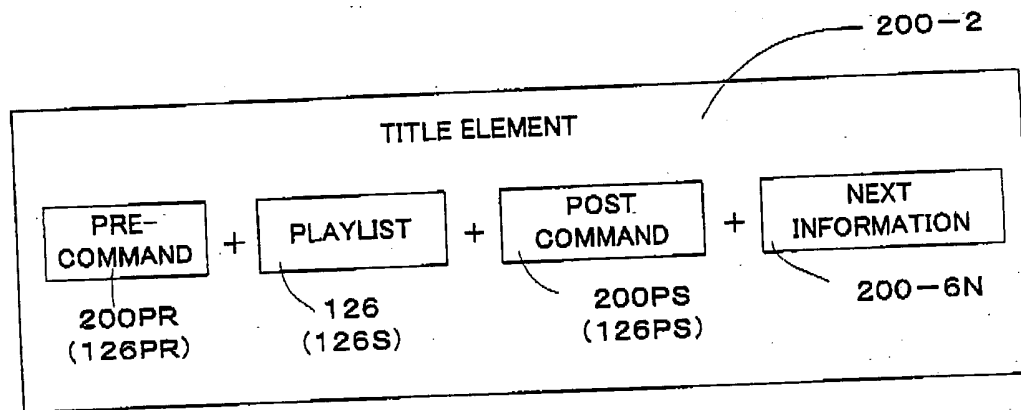 200-2
TITLE ELEMENT
PRE-
COMMAND
+
PLAYLIST
+
POST
COMMAND
+
NEXT
INFORMATION
200PR
(126PR)
126
(126S)
200PS
(126PS)
200-6N